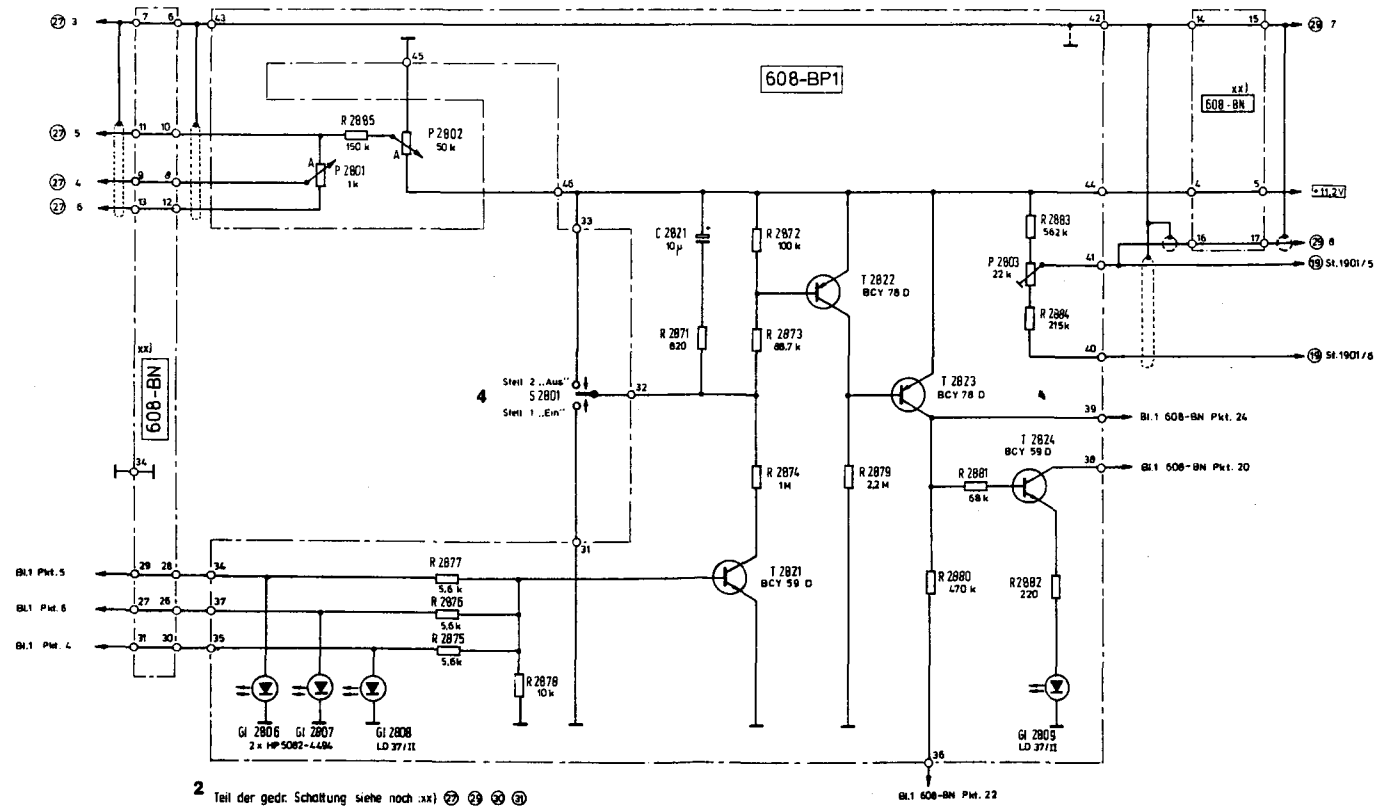 27 3
7 6 43
42
14 15
29 7
45
608-BP1
xx)
608-BN
27 5
11 10
R 2885
150 k
A
P 2802
50 k
A
P 2801
1k
27 4
9 8
27 6
13 12
46
44
4 5
+11,2V
33
C 2821
10 µ
+
R 2872
100 k
R 2883
562 k
16 17
29 8
P 2803
22 k
41
19 St.1901/5
T 2822
BCY 78 D
R 2871
820
R 2873
88.7 k
R 2884
215k
40
19 St.1901/6
xx)
608-BN
4
Stell 2 „Aus"
S 2801
Stell 1 „Ein"
32
T 2823
BCY 78 D
4
39
Bl.1 608-BN Pkt. 24
T 2824
BCY 59 D
38
Bl.1 608-BN Pkt. 20
34
R 2874
1M
R 2879
2,2 M
R 2881
68 k
31
Bl.1 Pkt. 5
29 28 34
R 2877
5,6 k
T 2821
BCY 59 D
R 2880
470 k
R 2882
220
Bl.1 Pkt. 6
27 26 37
R 2876
5,6k
Bl.1 Pkt. 4
31 30 35
R 2875
5,6k
R 2878
10 k
Gl 2806 Gl 2807
2 x HP 5082-4484
Gl 2808
LD 37/II
Gl 2809
LD 37/II
36
2 Teil der gedr. Schaltung siehe noch :xx) 27 29 30 31
Bl.1 608-BN Pkt. 22